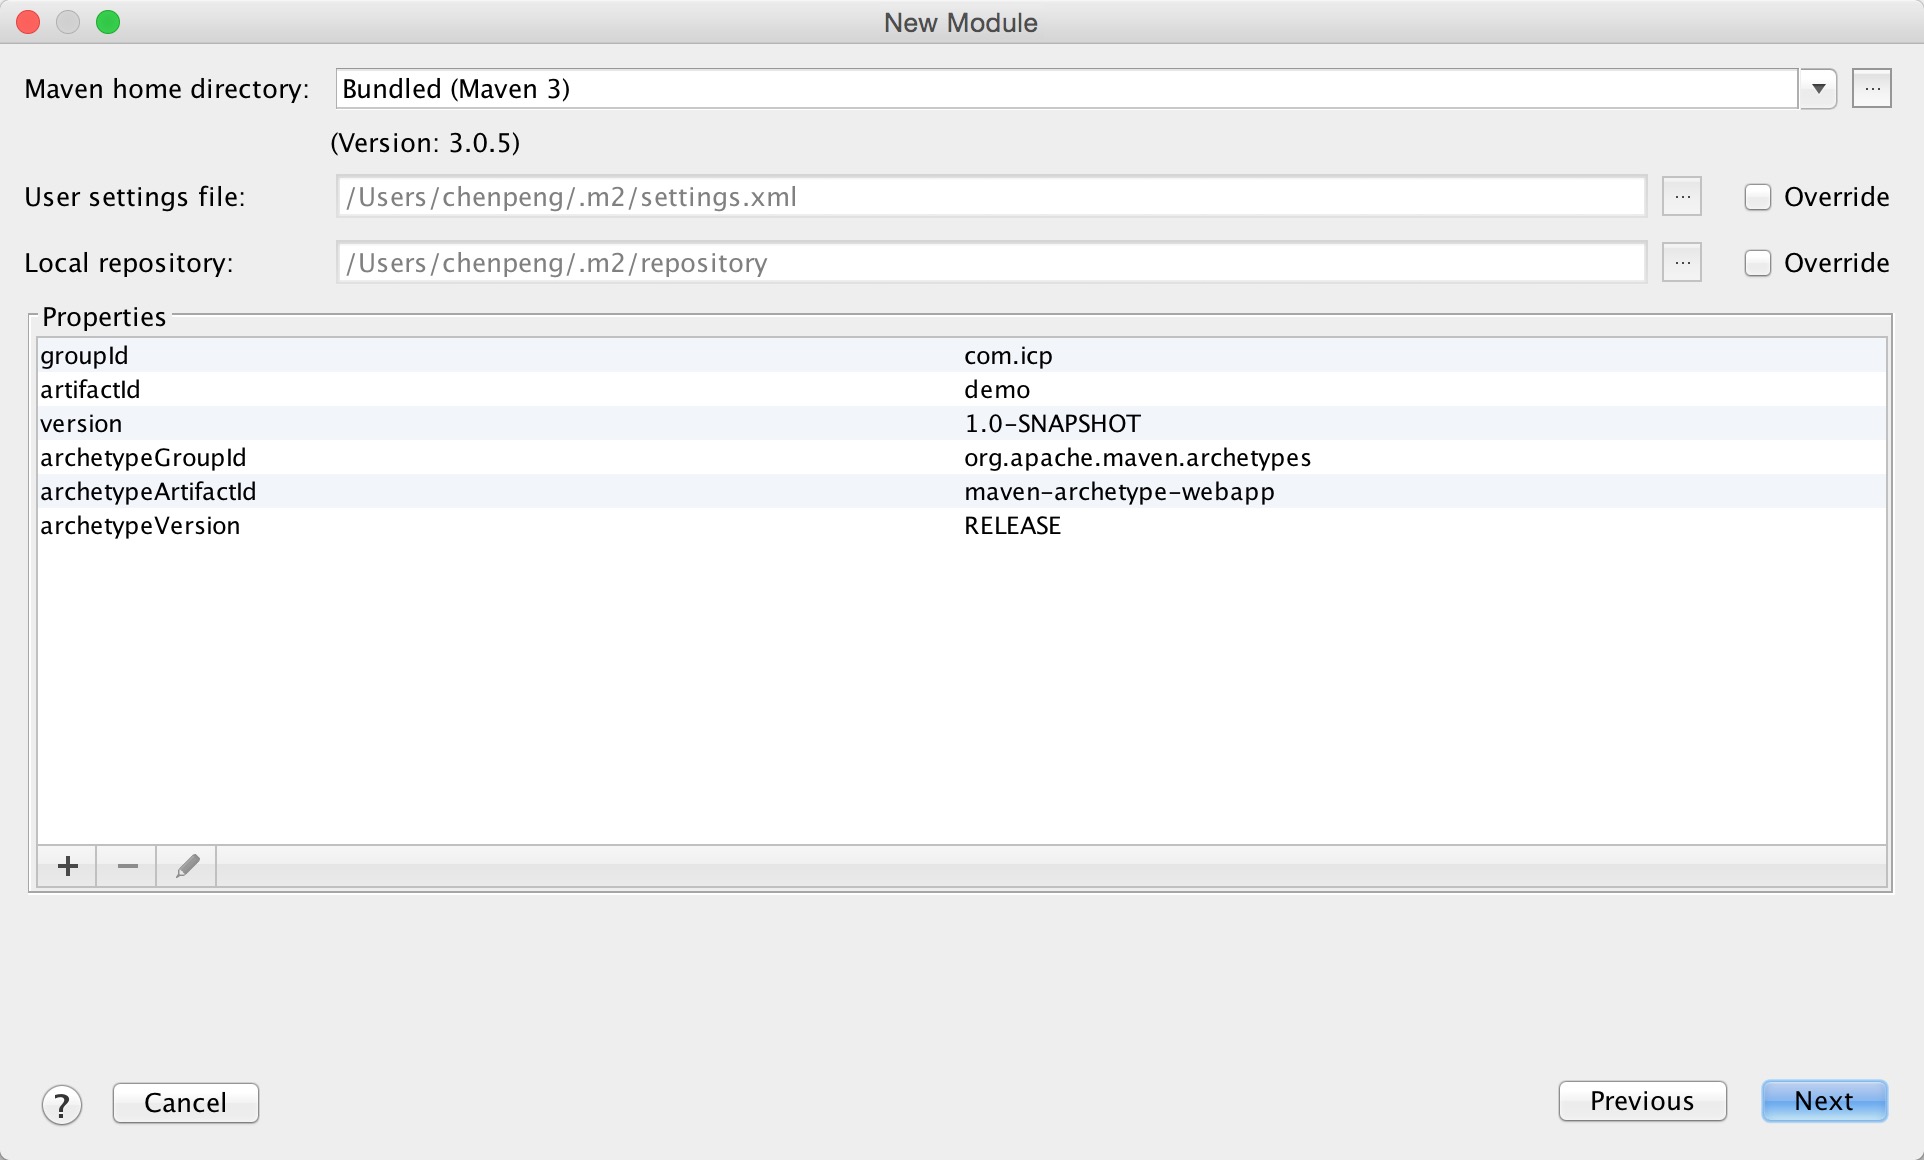 New Module
Maven home directory: Bundled (Maven 3) ...
(Version: 3.0.5)
User settings file: /Users/chenpeng/.m2/settings.xml ... Override
Local repository: /Users/chenpeng/.m2/repository ... Override
Properties
groupId com.icp
artifactId demo
version 1.0-SNAPSHOT
archetypeGroupId org.apache.maven.archetypes
archetypeArtifactId maven-archetype-webapp
archetypeVersion RELEASE
? Cancel Previous Next